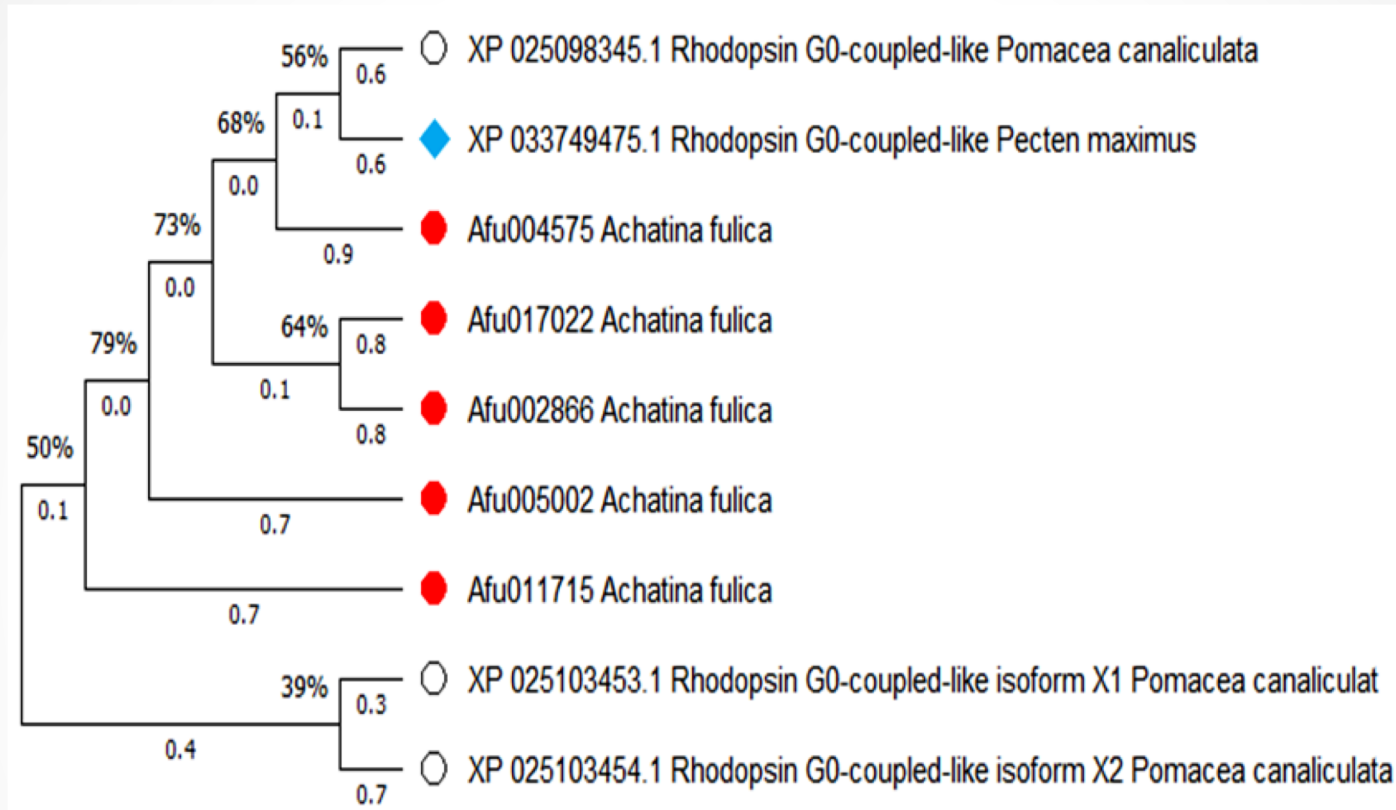 56%
XP 025098345.1 Rhodopsin G0-coupled-like Pomacea canaliculata
0.6
68%
0.1
XP 033749475.1 Rhodopsin G0-coupled-like Pecten maximus
0.6
0.0
73%
Afu004575 Achatina fulica
0.9
0.0
64%
Afu017022 Achatina fulica
0.8
79%
0.1
0.0
Afu002866 Achatina fulica
0.8
50%
0.1
Afu005002 Achatina fulica
0.7
Afu011715 Achatina fulica
0.7
39%
XP 025103453.1 Rhodopsin G0-coupled-like isoform X1 Pomacea canaliculat
0.3
0.4
XP 025103454.1 Rhodopsin G0-coupled-like isoform X2 Pomacea canaliculata
0.7